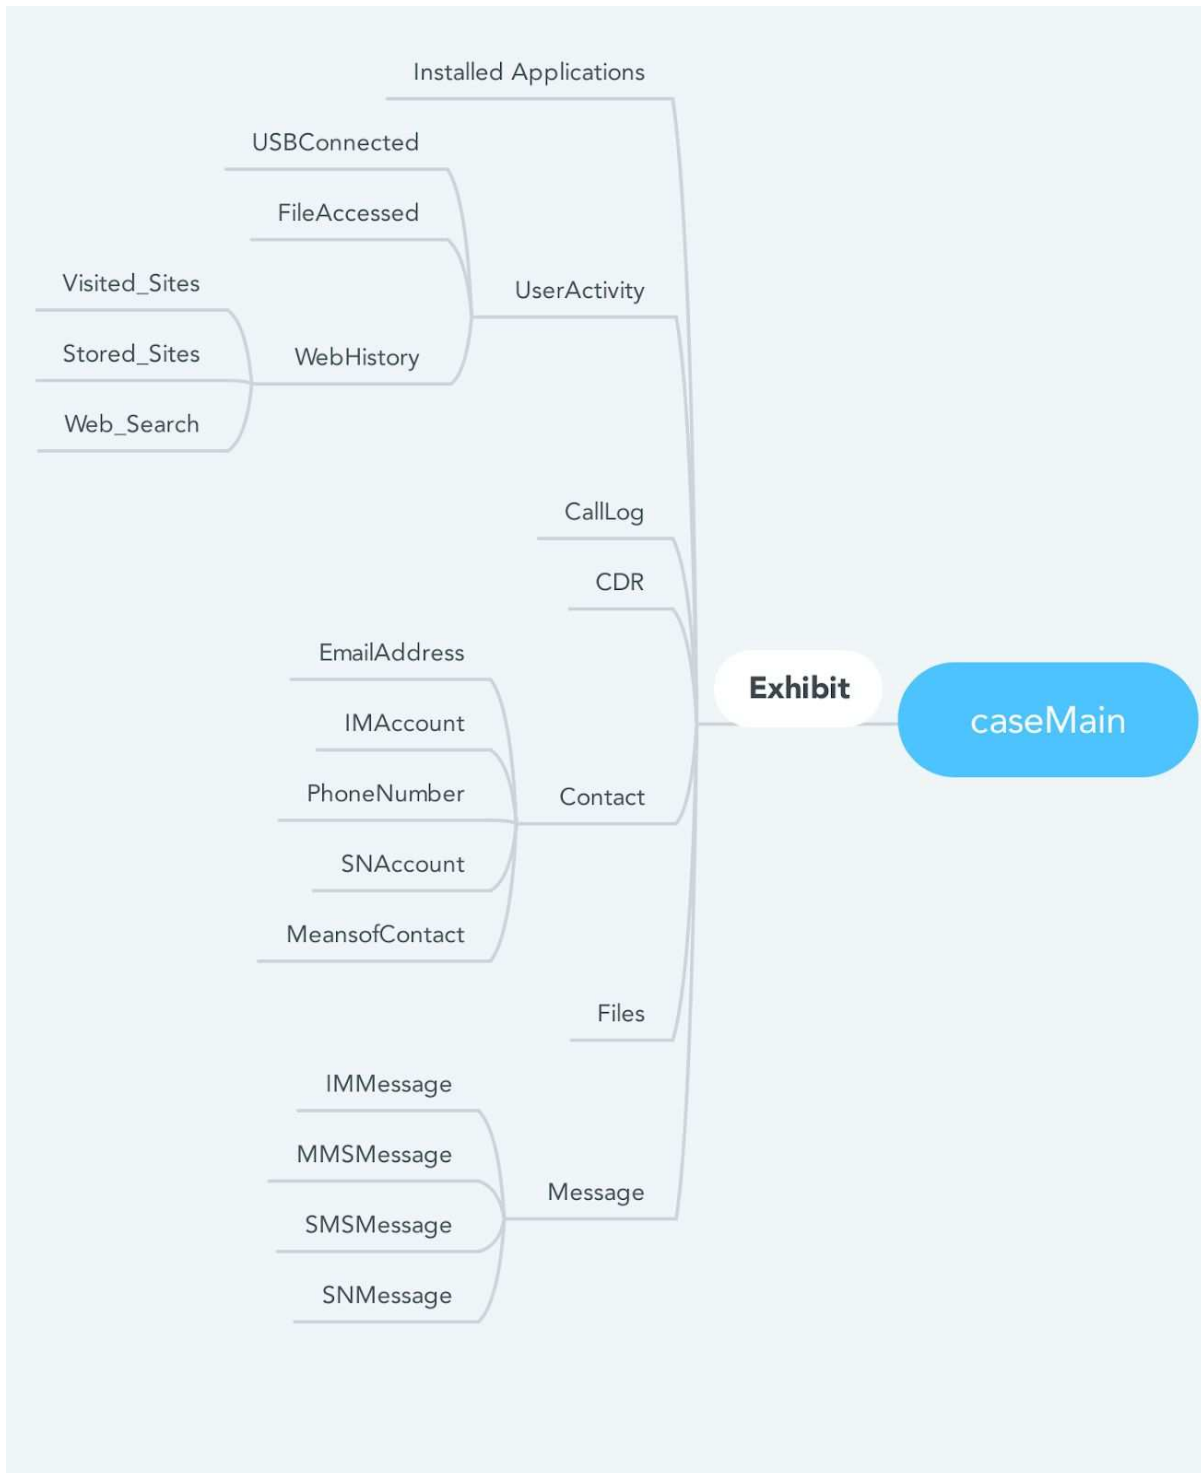 Installed Applications
USBConnected
FileAccessed
UserActivity
Visited_Sites
Stored_Sites
WebHistory
Web_Search
CallLog
CDR
EmailAddress
IMAccount
PhoneNumber
Contact
SNAccount
MeansofContact
Exhibit
caseMain
Files
IMMessage
MMSMessage
Message
SMSMessage
SNMessage